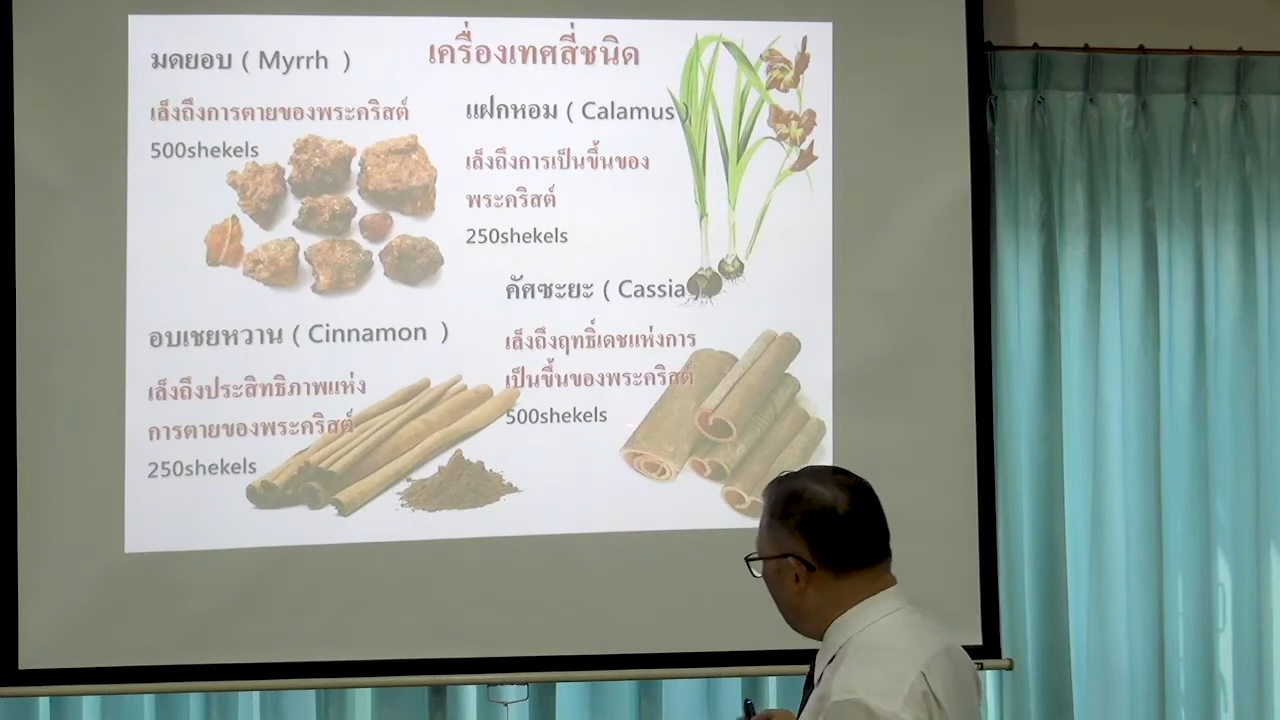 เครื่องเทศสี่ชนิด
มดยอบ ( Myrrh )
เล็งถึงการตายของพระคริสต์
500shekels
แฝกหอม ( Calamus )
เล็งถึงการเป็นขึ้นของ
พระคริสต์
250shekels
อบเชยหวาน ( Cinnamon )
เล็งถึงประสิทธิภาพแห่ง
การตายของพระคริสต์
250shekels
คัศซะยะ ( Cassia )
เล็งถึงฤทธิ์เดชแห่งการ
เป็นขึ้นของพระคริสต์
500shekels